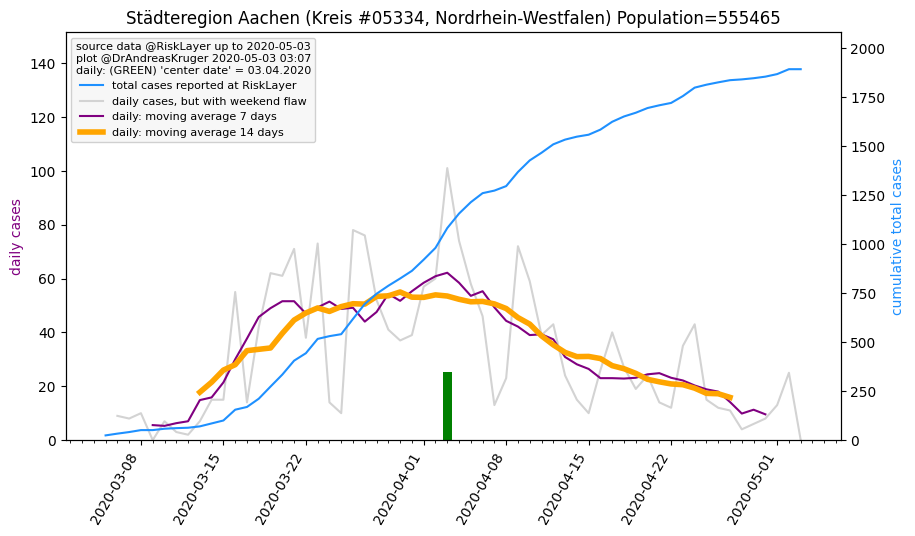 Städteregion Aachen (Kreis #05334, Nordrhein-Westfalen) Population=555465
source data @RiskLayer up to 2020-05-03
plot @DrAndreasKruger 2020-05-03 03:07
daily: (GREEN) 'center date' = 03.04.2020
total cases reported at RiskLayer
daily cases, but with weekend flaw
daily: moving average 7 days
daily: moving average 14 days
daily cases
140
120
100
80
60
40
20
0
cumulative total cases
2000
1750
1500
1250
1000
750
500
250
0
2020-03-08
2020-03-15
2020-03-22
2020-04-01
2020-04-08
2020-04-15
2020-04-22
2020-05-01